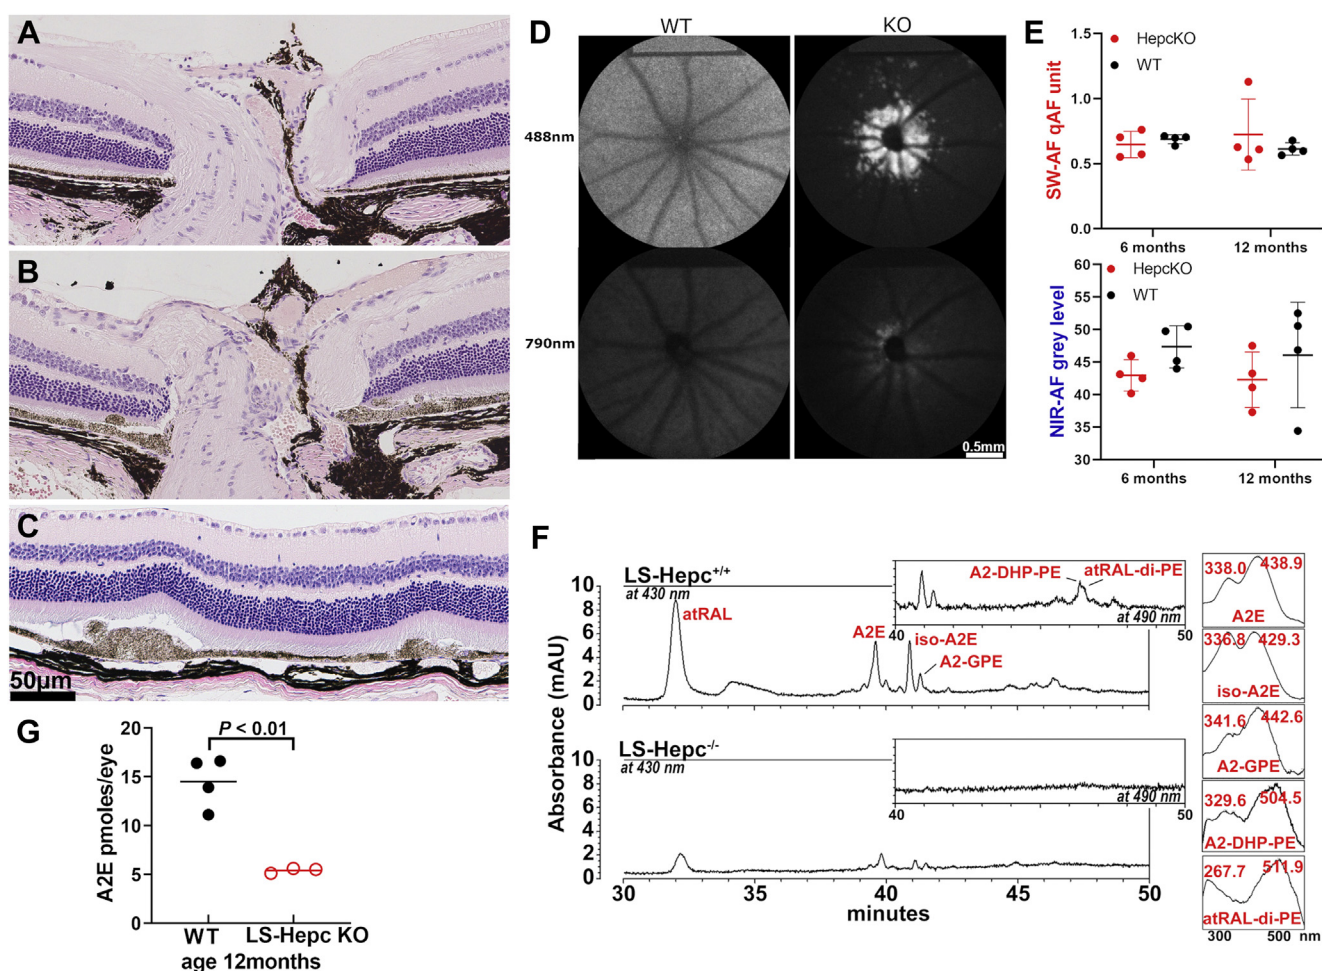 A
B
C
50µm
D
WT
KO
488nm
790nm
0.5mm
E
HepcKO
WT
SW-AF qAF unit
1.5
1.0
0.5
0.0
6 months
12 months
HepcKO
WT
NIR-AF grey level
60
55
50
45
40
35
30
6 months
12 months
F
Absorbance (mAU)
LS-Hepc+/+
at 430 nm
10
8
6
4
2
0
atRAL
A2E
iso-A2E
A2-GPE
A2-DHP-PE
atRAL-di-PE
at 490 nm
40
50
LS-Hepc-/-
at 430 nm
10
8
6
4
2
0
at 490 nm
40
50
30
35
40
45
50
minutes
338.0
438.9
A2E
336.8
429.3
iso-A2E
341.6
442.6
A2-GPE
329.6
504.5
A2-DHP-PE
267.7
511.9
atRAL-di-PE
300
500
nm
G
A2E pmoles/eye
20
15
10
5
0
P < 0.01
WT
LS-Hepc KO
age 12months